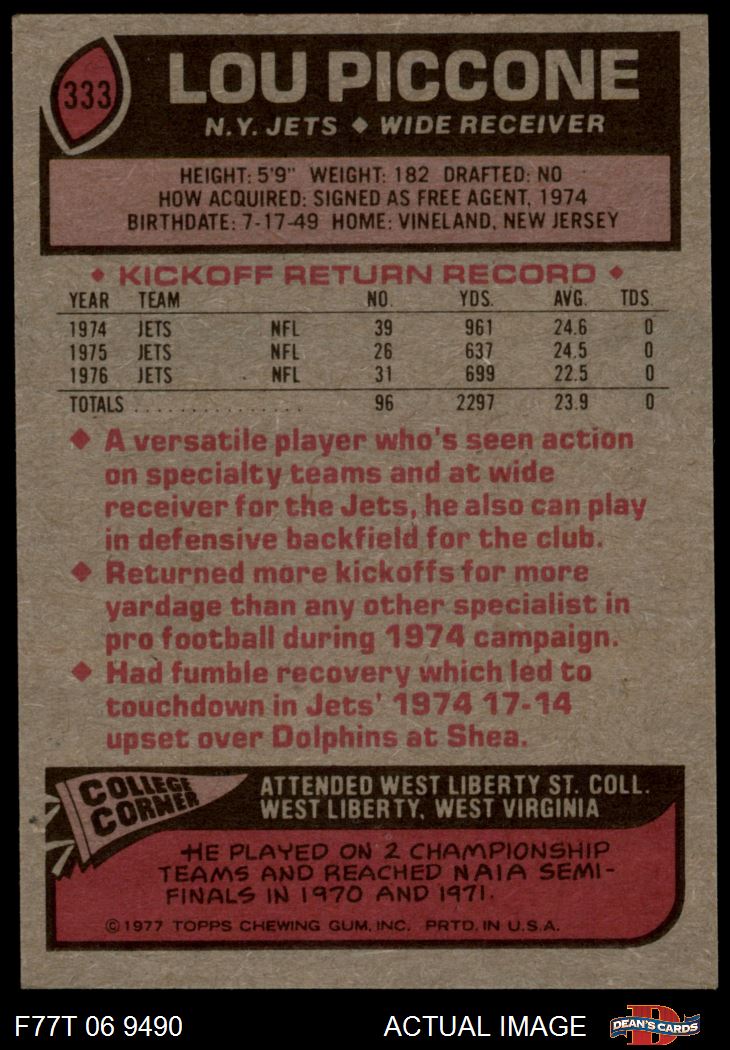 333
LOU PICCONE
N.Y. JETS ◆ WIDE RECEIVER
HEIGHT: 5'9" WEIGHT: 182 DRAFTED: NO
HOW ACQUIRED: SIGNED AS FREE AGENT, 1974
BIRTHDATE: 7-17-49 HOME: VINELAND, NEW JERSEY
◆ KICKOFF RETURN RECORD ◆
YEAR TEAM NO. YDS. AVG. TDS.
1974 JETS NFL 39 961 24.6 0
1975 JETS NFL 26 637 24.5 0
1976 JETS NFL 31 699 22.5 0
TOTALS . . . . . . . . . . . . . . . 96 2297 23.9 0
◆ A versatile player who's seen action
on specialty teams and at wide
receiver for the Jets, he also can play
in defensive backfield for the club.
◆ Returned more kickoffs for more
yardage than any other specialist in
pro football during 1974 campaign.
◆ Had fumble recovery which led to
touchdown in Jets' 1974 17-14
upset over Dolphins at Shea.
COLLEGE
CORNER
ATTENDED WEST LIBERTY ST. COLL.
WEST LIBERTY, WEST VIRGINIA
HE PLAYED ON 2 CHAMPIONSHIP
TEAMS AND REACHED NAIA SEMI-
FINALS IN 1970 AND 1971.
©1977 TOPPS CHEWING GUM, INC. PRTD. IN U.S.A.
F77T 06 9490 ACTUAL IMAGE
D
DEAN'S CARDS